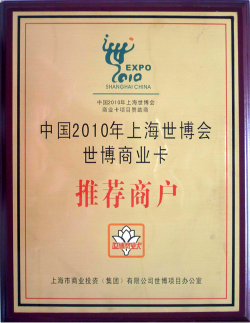 EXPO
2010
SHANGHAI CHINA
中国2010年上海世博会
商业卡项目赞助商
中国2010年上海世博会
世博商业卡
推荐商户
上海市商业投资(集团)有限公司世博项目办公室